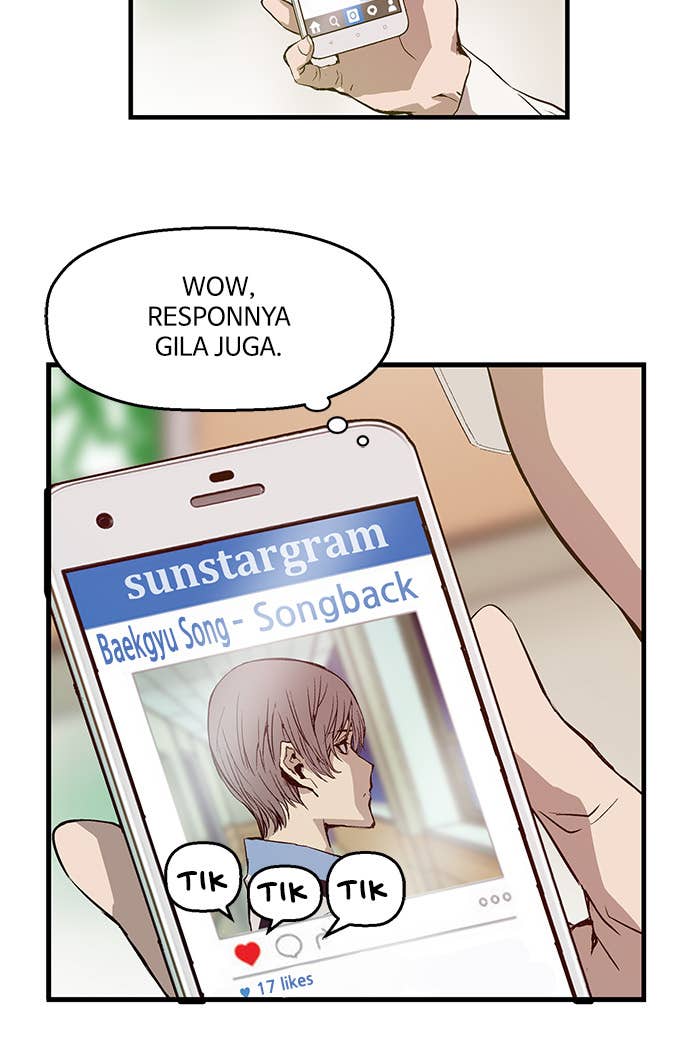 WOW,
RESPONNYA
GILA JUGA.
sunstargram
Baekgyu Song - Songback
TIK
TIK
TIK
17 likes